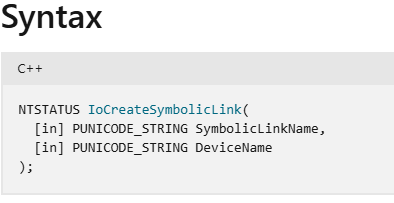 Syntax
C++
NTSTATUS IoCreateSymbolicLink(
  [in] PUNICODE_STRING SymbolicLinkName,
  [in] PUNICODE_STRING DeviceName
);